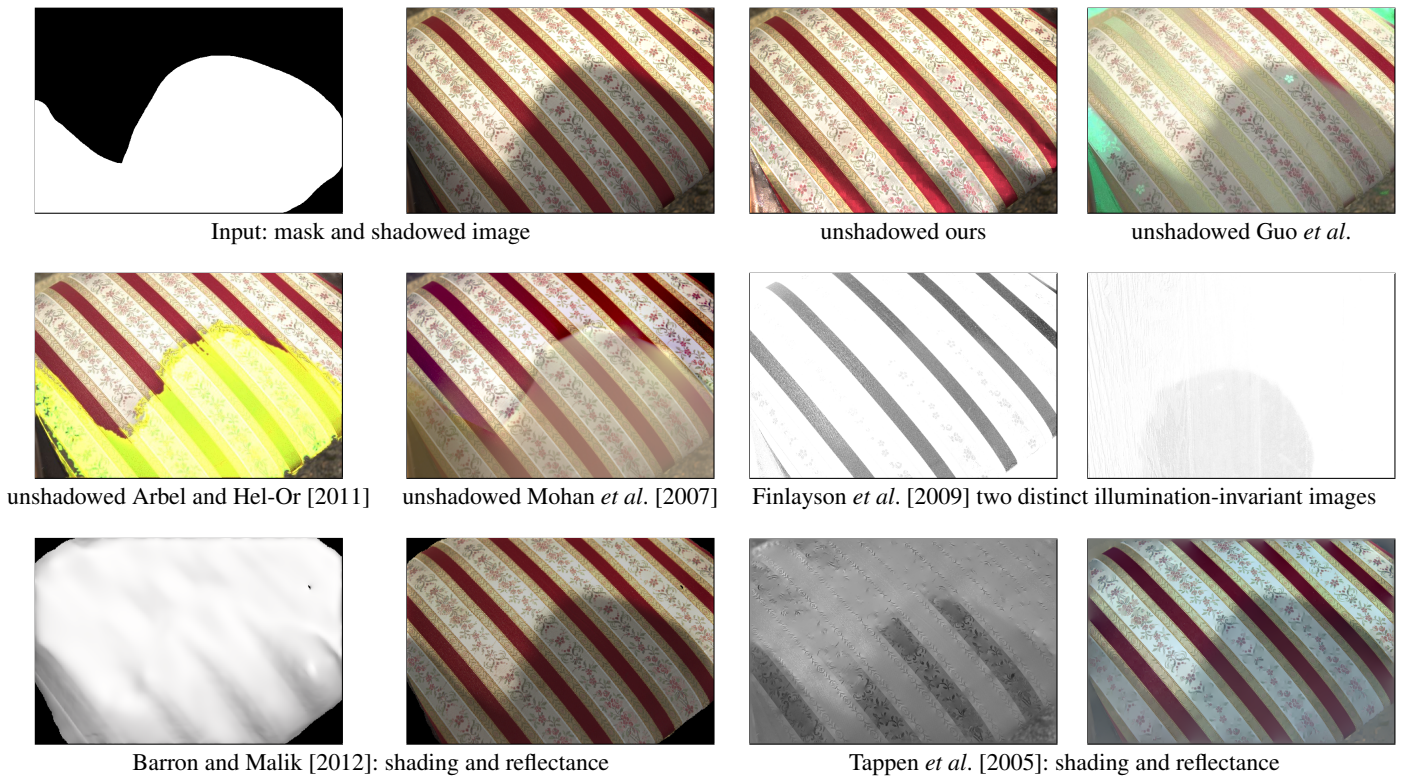 Input: mask and shadowed image
unshadowed ours
unshadowed Guo et al.
unshadowed Arbel and Hel-Or [2011]
unshadowed Mohan et al. [2007]
Finlayson et al. [2009] two distinct illumination-invariant images
Barron and Malik [2012]: shading and reflectance
Tappen et al. [2005]: shading and reflectance